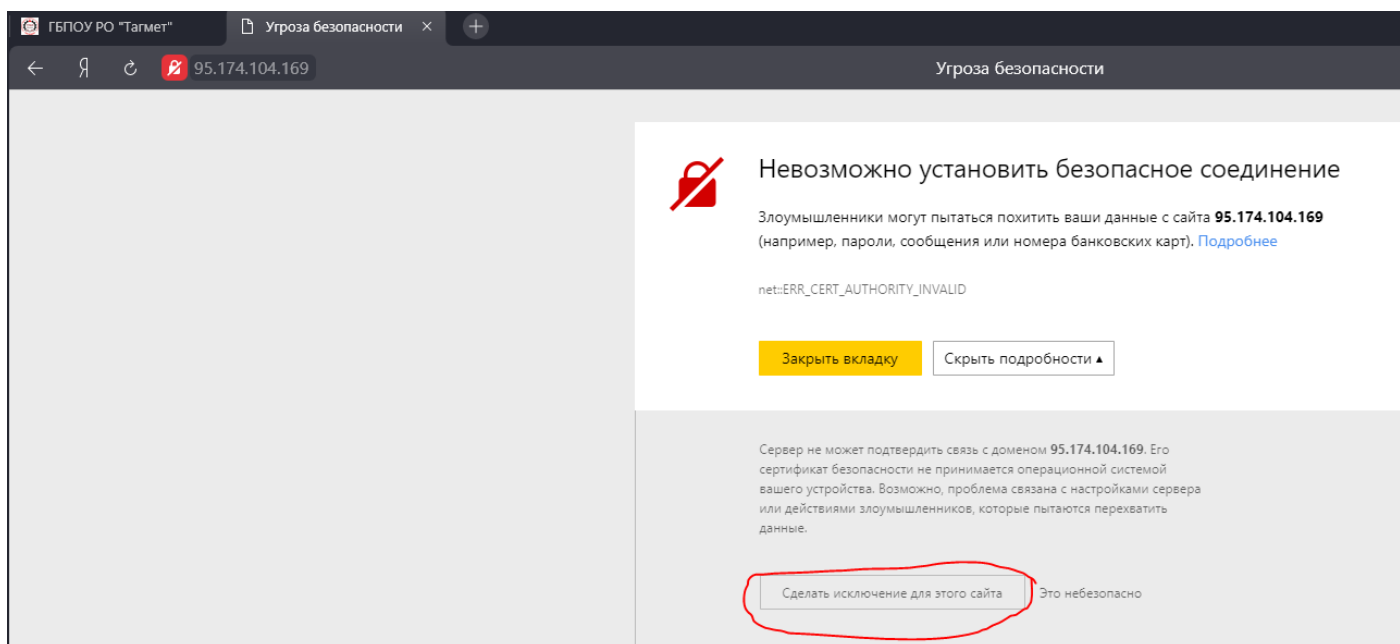 ГБПОУ РО "Тагмет"
Угроза безопасности
Я
95.174.104.169
Угроза безопасности
Невозможно установить безопасное соединение
Злоумышленники могут пытаться похитить ваши данные с сайта 95.174.104.169
(например, пароли, сообщения или номера банковских карт). Подробнее
net::ERR_CERT_AUTHORITY_INVALID
Закрыть вкладку
Скрыть подробности
Сервер не может подтвердить связь с доменом 95.174.104.169. Его
сертификат безопасности не принимается операционной системой
вашего устройства. Возможно, проблема связана с настройками сервера
или действиями злоумышленников, которые пытаются перехватить
данные.
Сделать исключение для этого сайта
Это небезопасно